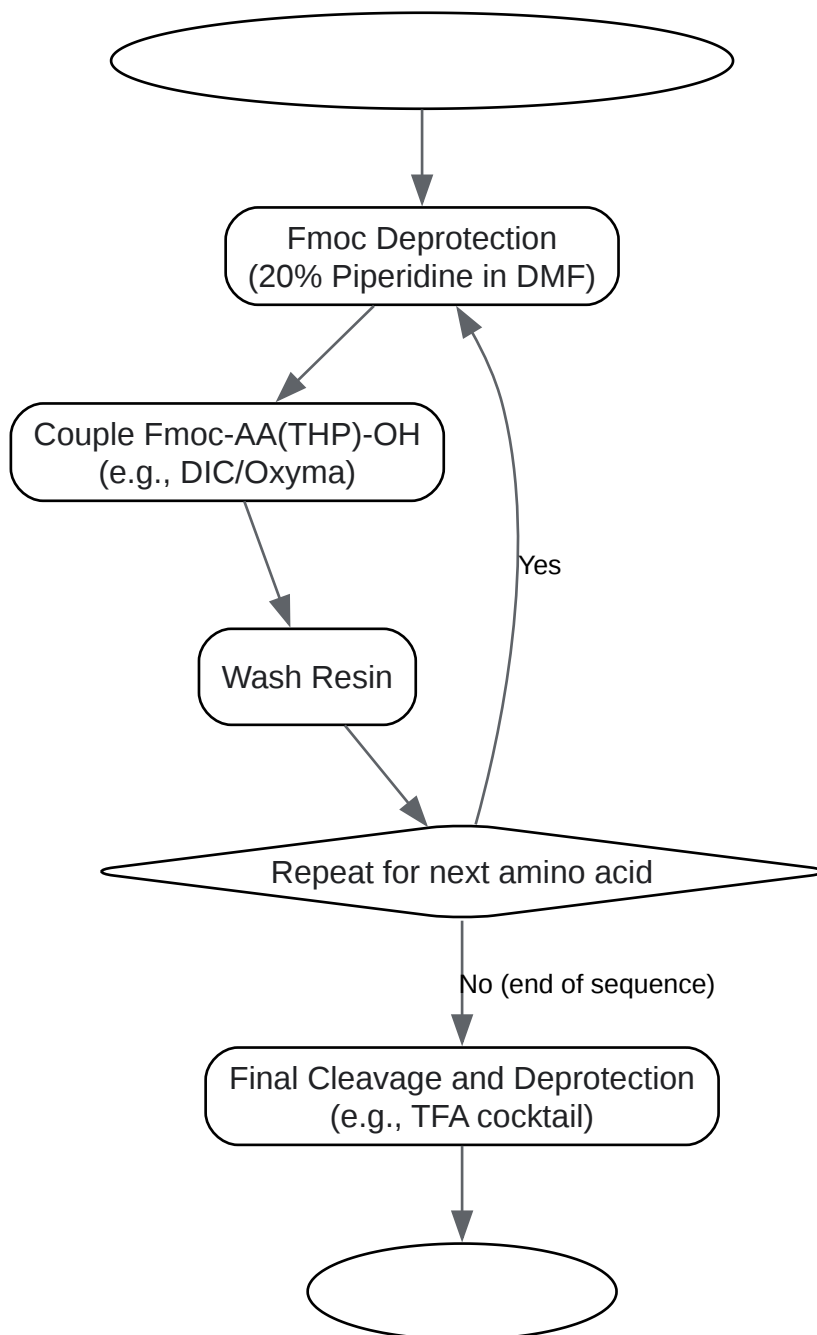 Fmoc Deprotection
(20% Piperidine in DMF)
Couple Fmoc-AA(THP)-OH
(e.g., DIC/Oxyma)
Yes
Wash Resin
Repeat for next amino acid
No (end of sequence)
Final Cleavage and Deprotection
(e.g., TFA cocktail)